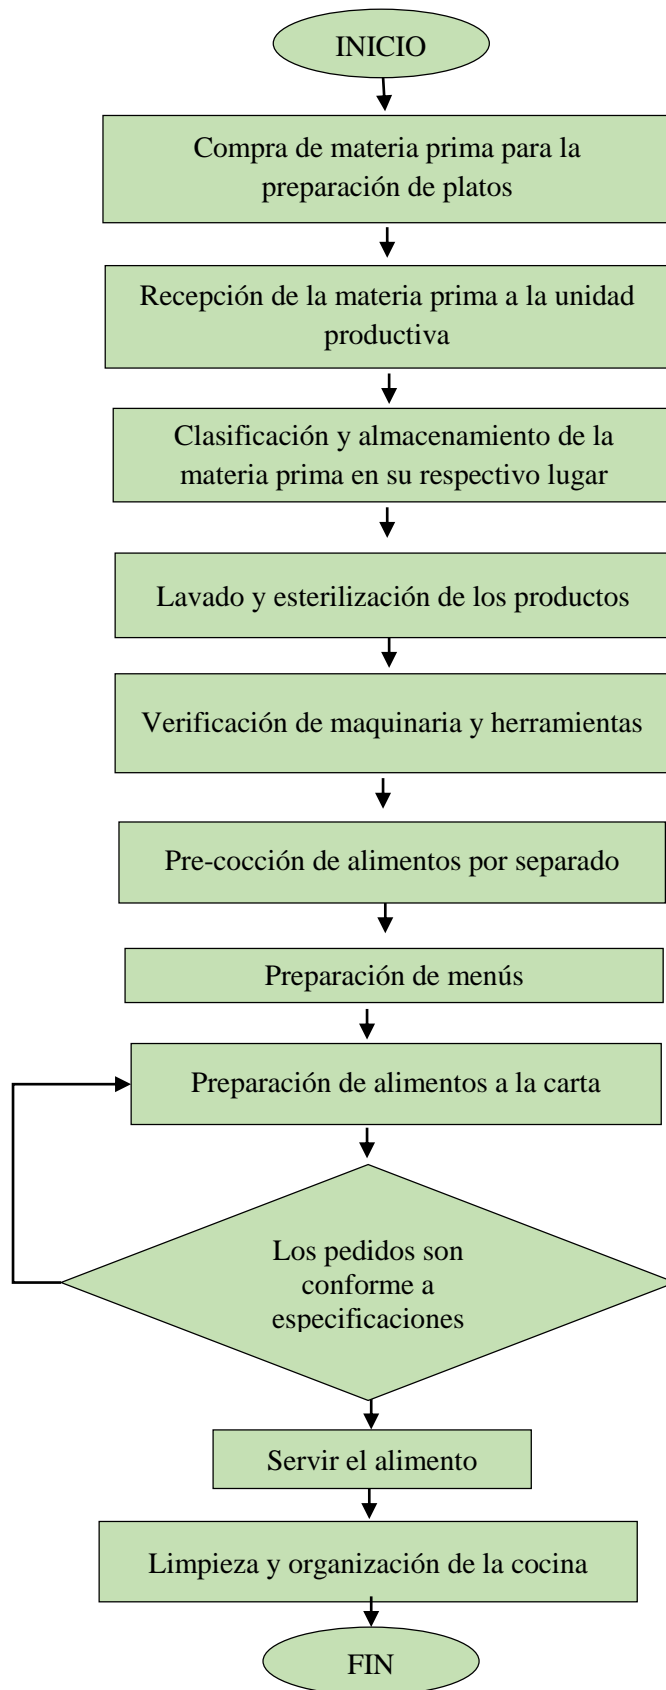 INICIO
Compra de materia prima para la
preparación de platos
Recepción de la materia prima a la unidad
productiva
Clasificación y almacenamiento de la
materia prima en su respectivo lugar
Lavado y esterilización de los productos
Verificación de maquinaria y herramientas
Pre-cocción de alimentos por separado
Preparación de menús
Preparación de alimentos a la carta
Los pedidos son
conforme a
especificaciones
Servir el alimento
Limpieza y organización de la cocina
FIN